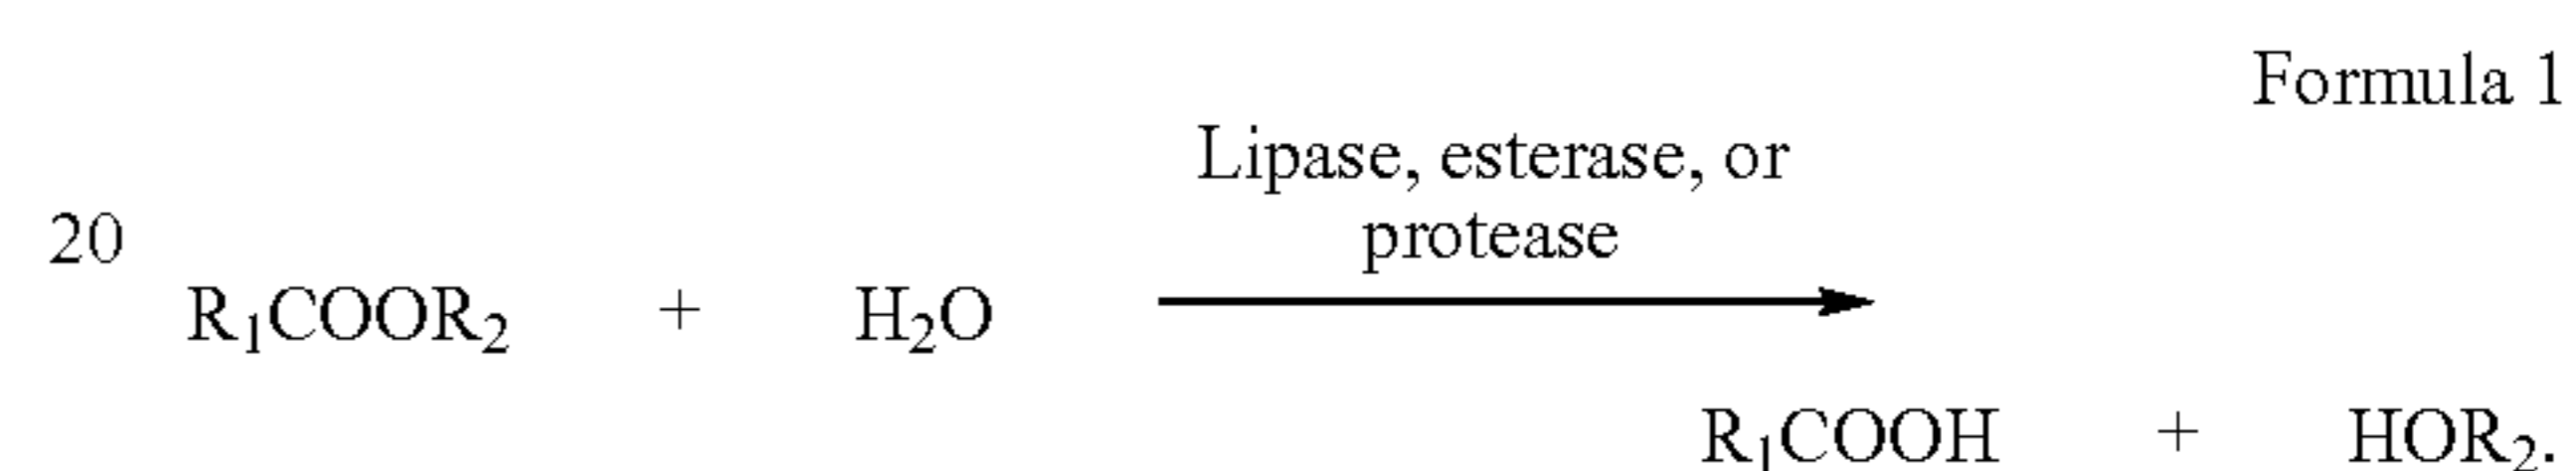 Formula 1
Lipase, esterase, or
20
protease
R₁COOR₂ + H₂O
R₁COOH + HOR₂.